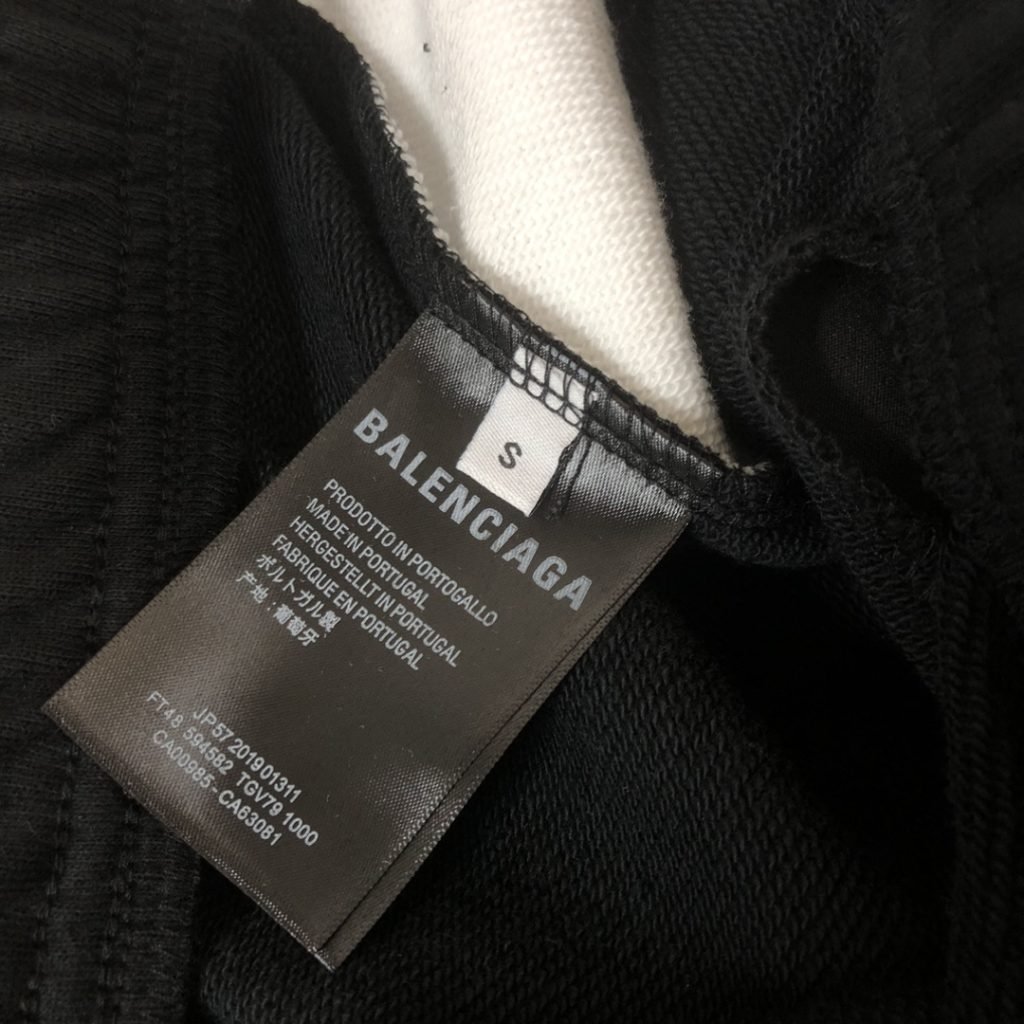 S
BALENCIAGA
PRODOTTO IN PORTOGALLO
MADE IN PORTUGAL
HERGESTELLT IN PORTUGAL
FABRIQUE EN PORTUGAL
ポルトガル製
产地:葡萄牙
JP57 201901311
FT48 594582 TGV79 1000
CA00985-CA63081